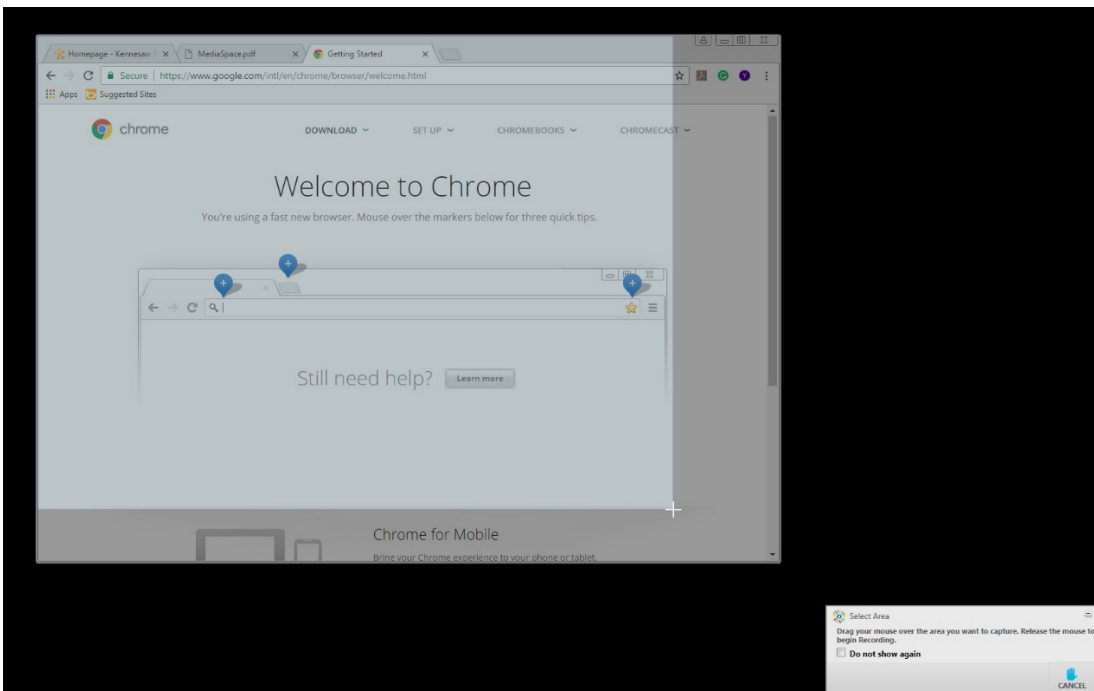 Homepage - Kennesaw S
MediaSpace.pdf
Getting Started
Secure | https://www.google.com/intl/en/chrome/browser/welcome.html
Apps Suggested Sites
chrome
DOWNLOAD SET UP CHROMEBOOKS CHROMECAST
Welcome to Chrome
You're using a fast new browser. Mouse over the markers below for three quick tips.
Still need help? Learn more
Chrome for Mobile
Bring your Chrome experience to your phone or tablet.
Select Area
Drag your mouse over the area you want to capture. Release the mouse to
begin Recording.
Do not show again
CANCEL